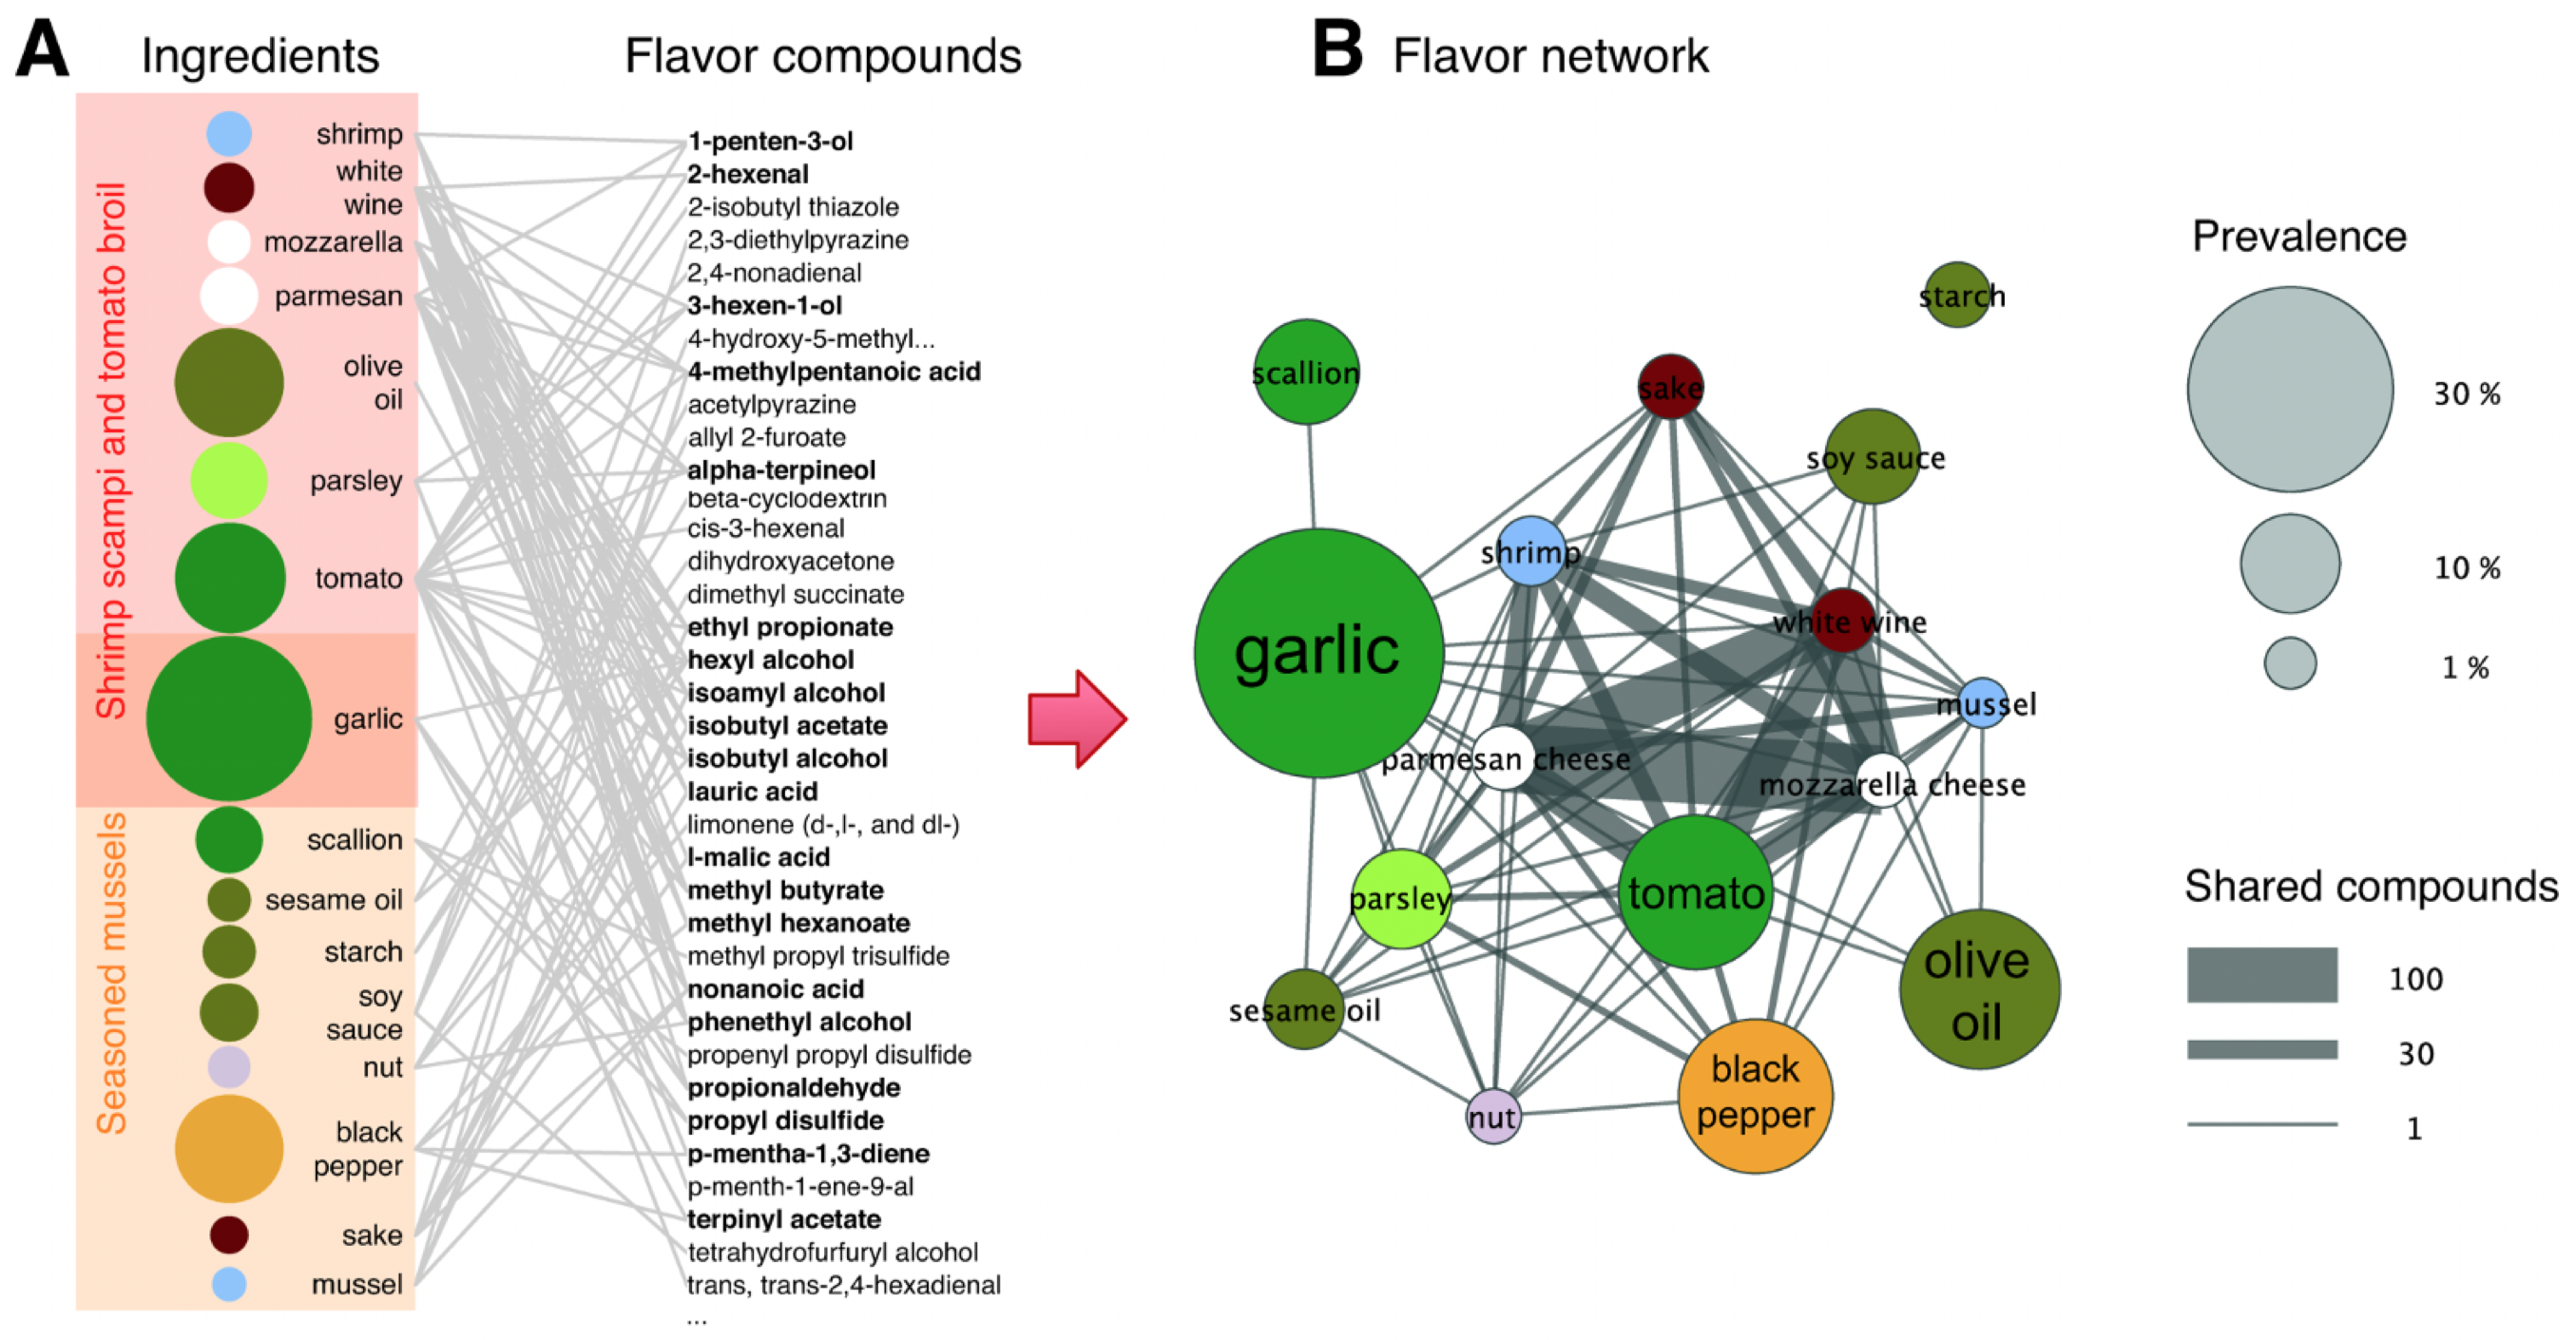 A Ingredients Flavor compounds
Shrimp scampi and tomato broil
Seasoned mussels
shrimp
white
wine
mozzarella
parmesan
olive
oil
parsley
tomato
garlic
scallion
sesame oil
starch
soy
sauce
nut
black
pepper
sake
mussel
1-penten-3-ol
2-hexenal
2-isobutyl thiazole
2,3-diethylpyrazine
2,4-nonadienal
3-hexen-1-ol
4-hydroxy-5-methyl...
4-methylpentanoic acid
acetylpyrazine
allyl 2-furoate
alpha-terpineol
beta-cyclodextrin
cis-3-hexenal
dihydroxyacetone
dimethyl succinate
ethyl propionate
hexyl alcohol
isoamyl alcohol
isobutyl acetate
isobutyl alcohol
lauric acid
limonene (d-,l-, and dl-)
l-malic acid
methyl butyrate
methyl hexanoate
methyl propyl trisulfide
nonanoic acid
phenethyl alcohol
propenyl propyl disulfide
propionaldehyde
propyl disulfide
p-mentha-1,3-diene
p-menth-1-ene-9-al
terpinyl acetate
tetrahydrofurfuryl alcohol
trans, trans-2,4-hexadienal
...
B Flavor network
starch
scallion
sake
soy sauce
shrimp
garlic
white wine
mussel
parmesan cheese
mozzarella cheese
parsley
tomato
olive
oil
sesame oil
black
pepper
nut
Prevalence
30 %
10 %
1 %
Shared compounds
100
30
1